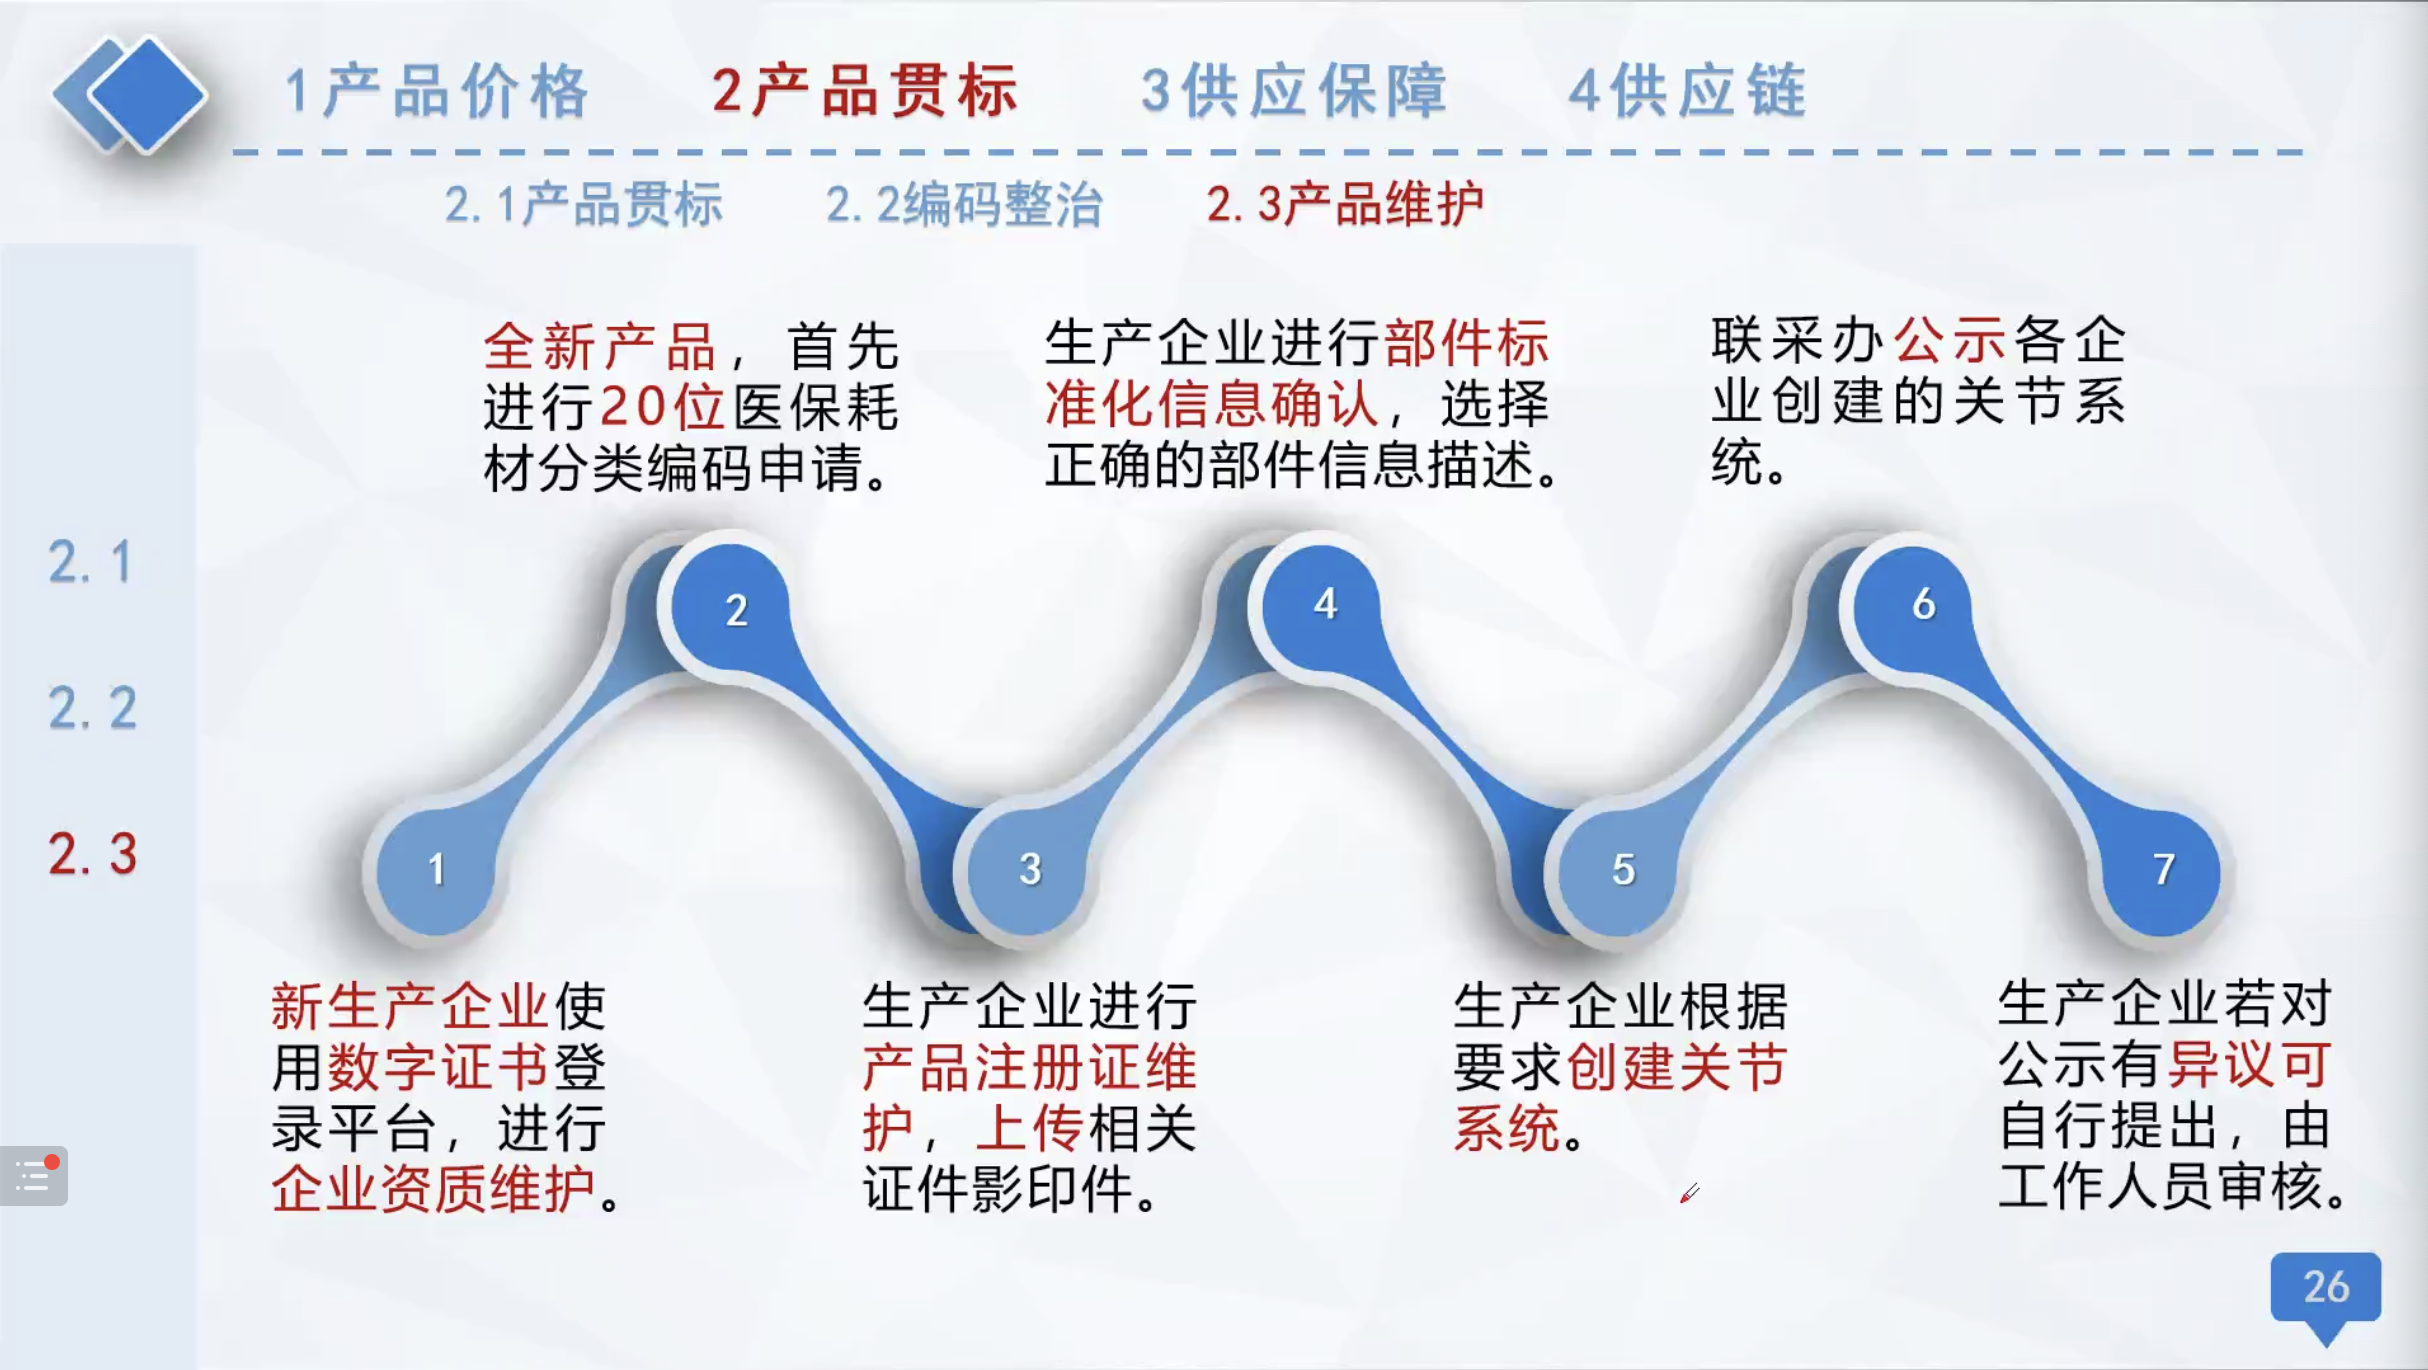 1产品价格 2产品贯标 3供应保障 4供应链
2.1产品贯标 2.2编码整治 2.3产品维护
2.1
2.2
2.3
全新产品，首先
进行20位医保耗
材分类编码申请。
生产企业进行部件标
准化信息确认，选择
正确的部件信息描述。
联采办公示各企
业创建的关节系
统。
2
4
6
1
3
5
7
新生产企业使
用数字证书登
录平台，进行
企业资质维护。
生产企业进行
产品注册证维
护，上传相关
证件影印件。
生产企业根据
要求创建关节
系统。
生产企业若对
公示有异议可
自行提出，由
工作人员审核。
26